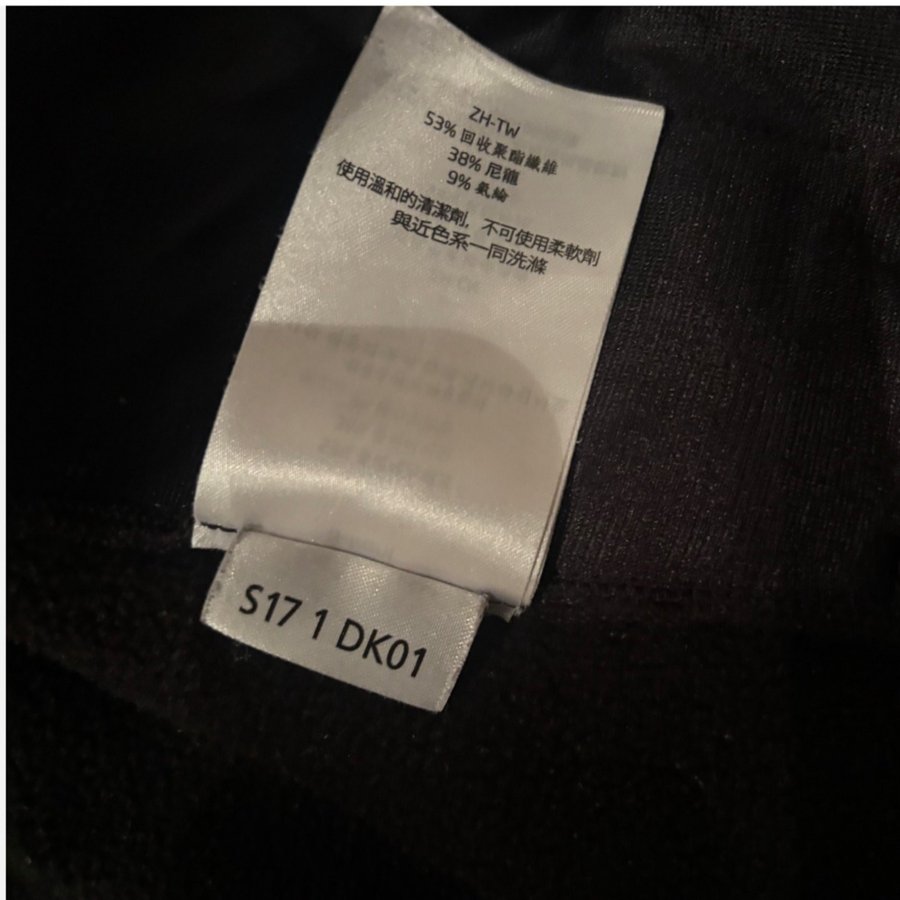 ZH-TW
53% 回收聚酯纖維
38% 尼龍
9% 氨綸
使用溫和的清潔劑，不可使用柔軟劑
與近色系一同洗滌
S17 1 DK01